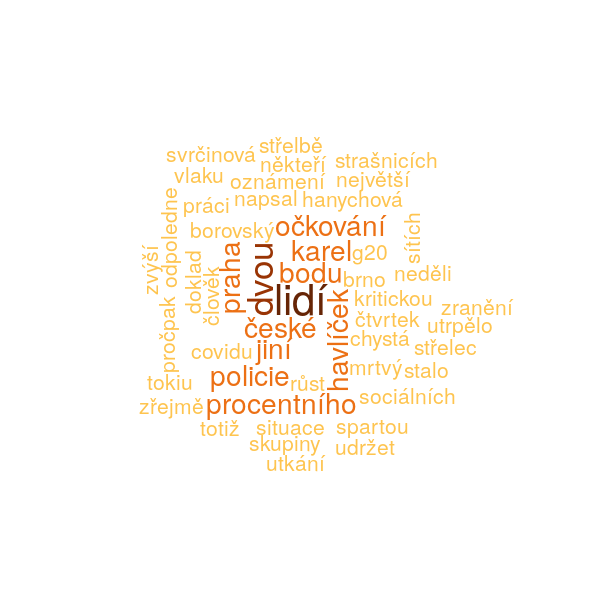 střelbě
svrčinová
někteří
strašnicích
vlaku
oznámení
největší
napsal
hanychová
práci
odpoledne
očkování
borovský
sítích
karel
g20
praha
dvou
zvýší
bodu
neděli
doklad
člověk
brno
lidí
kritickou
zranění
havlíček
čtvrtek
utrpělo
české
pročpak
chystá
střelec
jiní
covidu
mrtvý
stalo
policie
růst
tokiu
sociálních
zřejmě
procentního
totiž
situace
spartou
skupiny
udržet
utkání